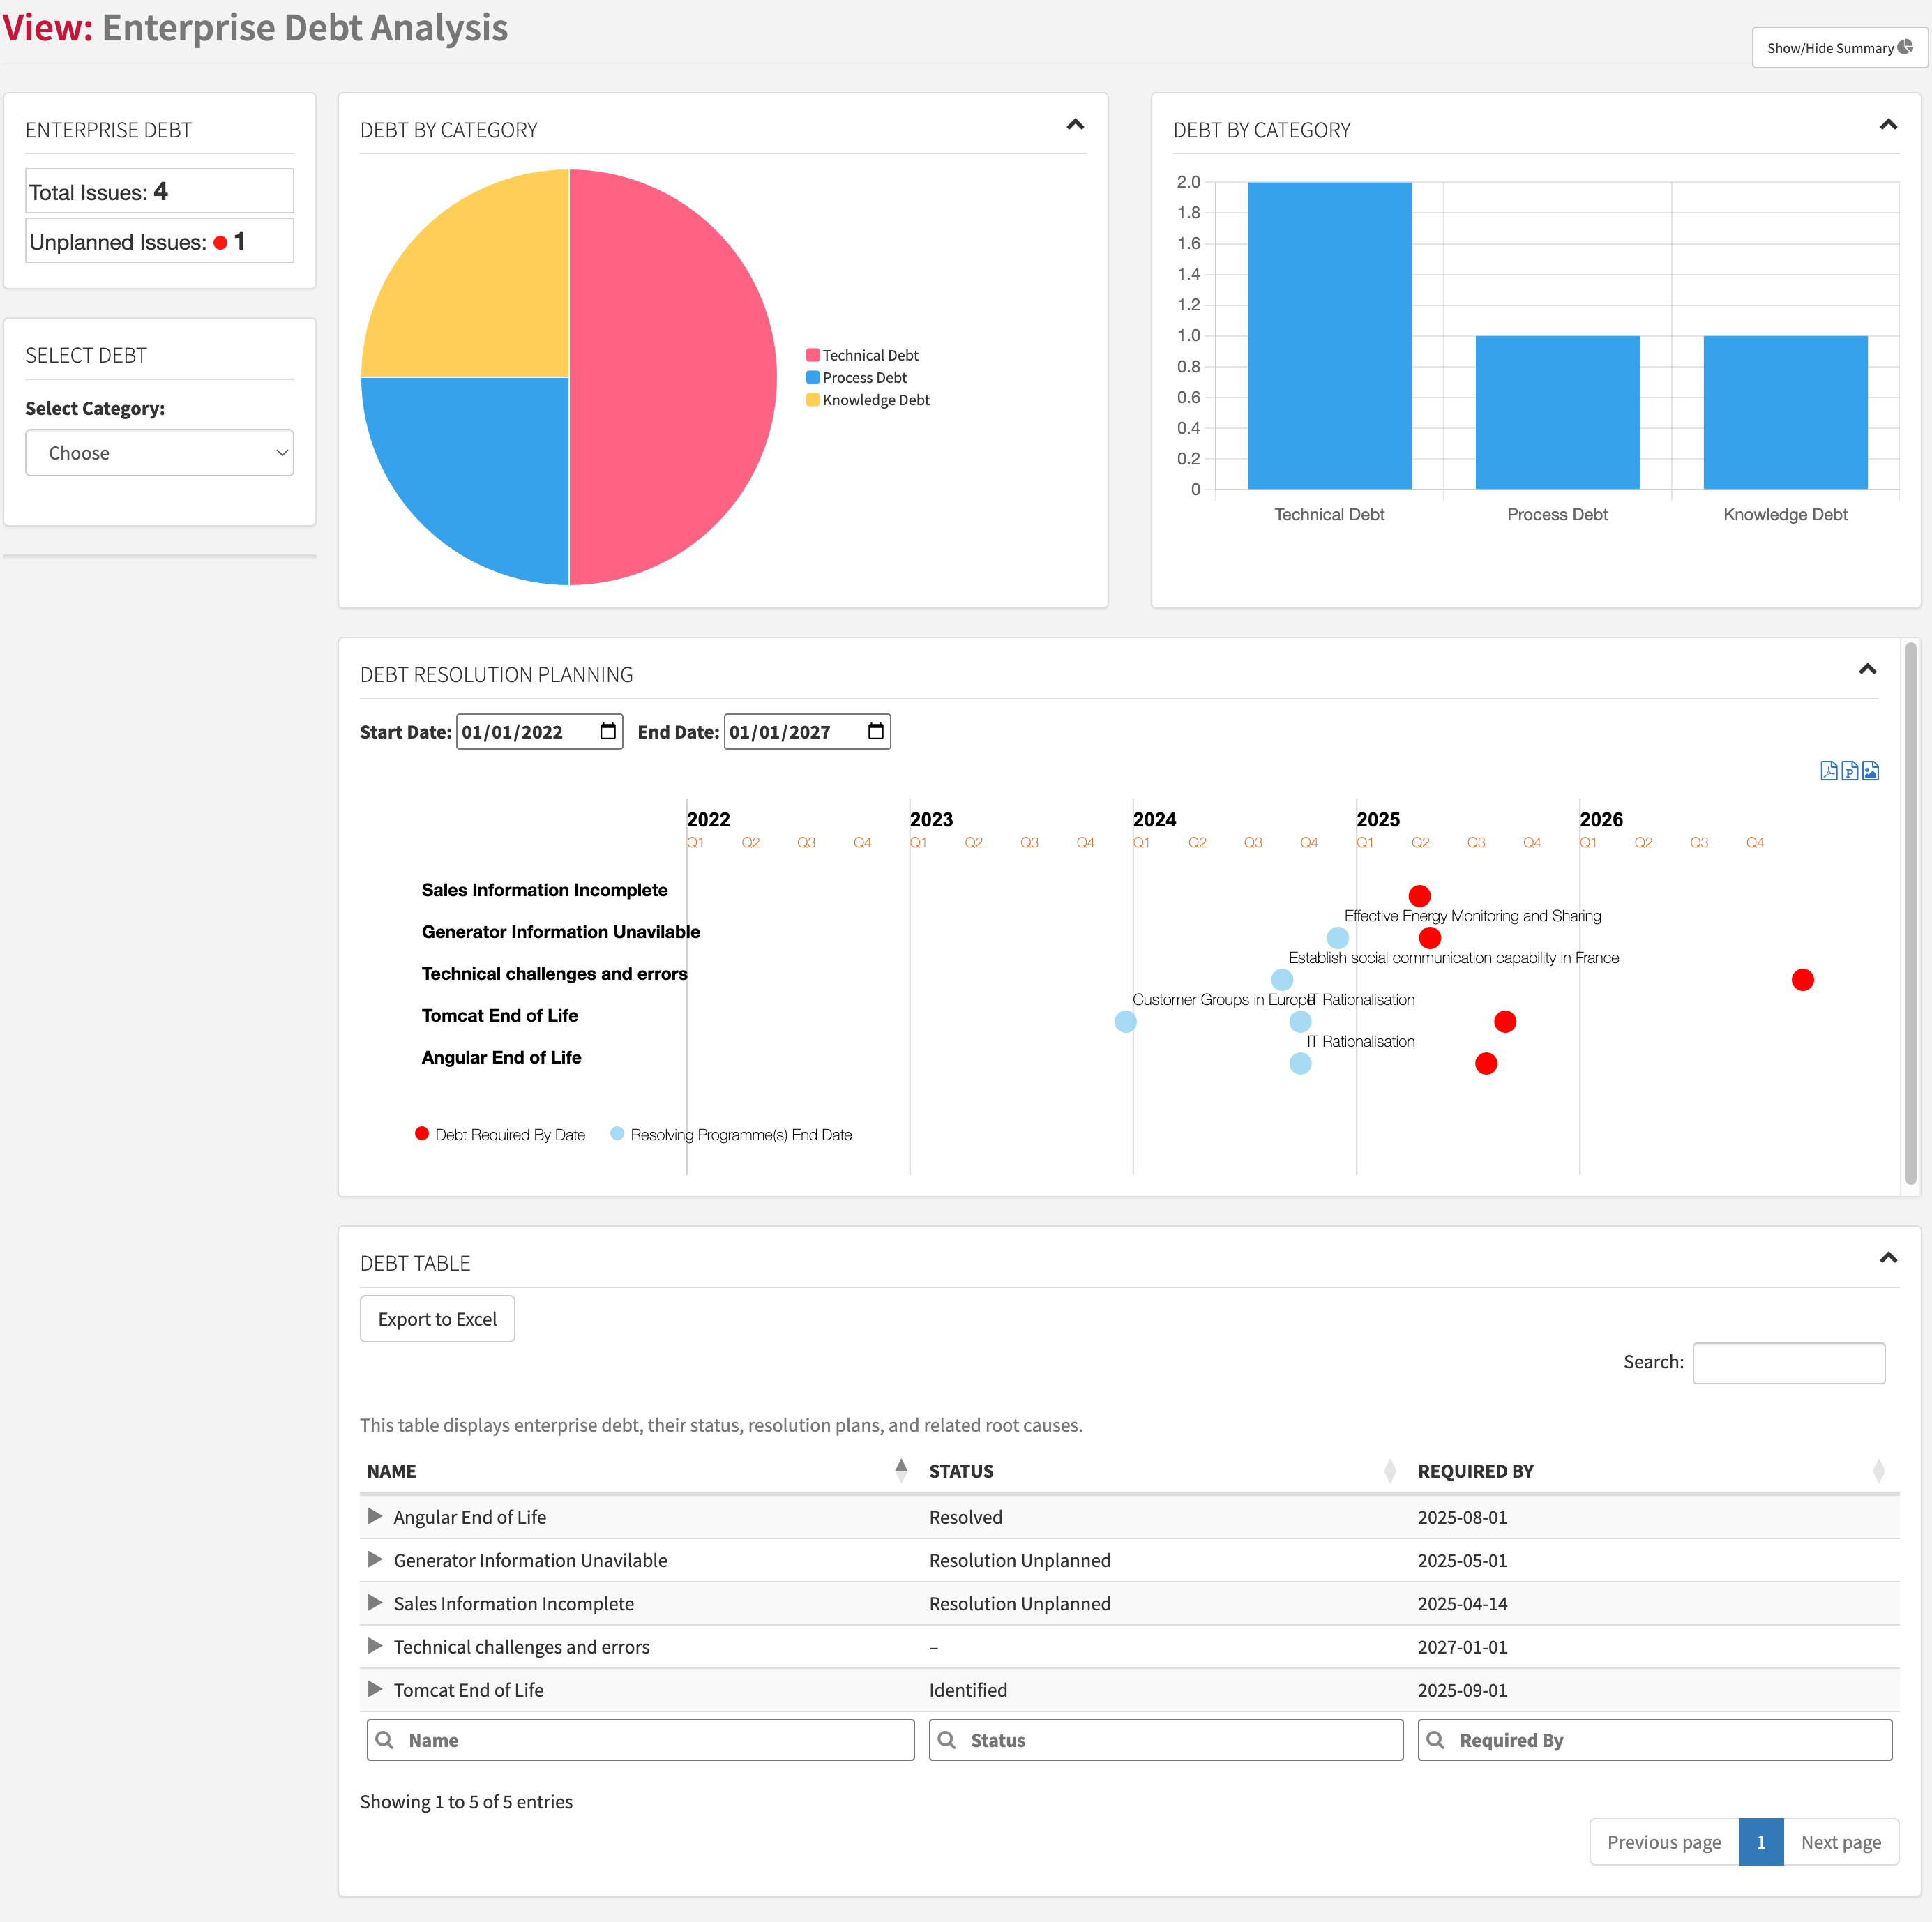 View: Enterprise Debt Analysis
Show/Hide Summary
ENTERPRISE DEBT
Total Issues: 4
Unplanned Issues: 1
SELECT DEBT
Select Category:
Choose
DEBT BY CATEGORY
Technical Debt
Process Debt
Knowledge Debt
DEBT BY CATEGORY
2.0
1.8
1.6
1.4
1.2
1.0
0.8
0.6
0.4
0.2
0
Technical Debt Process Debt Knowledge Debt
DEBT RESOLUTION PLANNING
Start Date: 01/01/2022 End Date: 01/01/2027
2022 2023 2024 2025 2026
Q1 Q2 Q3 Q4 Q1 Q2 Q3 Q4 Q1 Q2 Q3 Q4 Q1 Q2 Q3 Q4 Q1 Q2 Q3 Q4
Sales Information Incomplete
Effective Energy Monitoring and Sharing
Generator Information Unavilable
Establish social communication capability in France
Technical challenges and errors
Customer Groups in Europe IT Rationalisation
Tomcat End of Life
IT Rationalisation
Angular End of Life
Debt Required By Date Resolving Programme(s) End Date
DEBT TABLE
Export to Excel
Search:
This table displays enterprise debt, their status, resolution plans, and related root causes.
NAME STATUS REQUIRED BY
Angular End of Life Resolved 2025-08-01
Generator Information Unavilable Resolution Unplanned 2025-05-01
Sales Information Incomplete Resolution Unplanned 2025-04-14
Technical challenges and errors – 2027-01-01
Tomcat End of Life Identified 2025-09-01
Name Status Required By
Showing 1 to 5 of 5 entries
Previous page 1 Next page